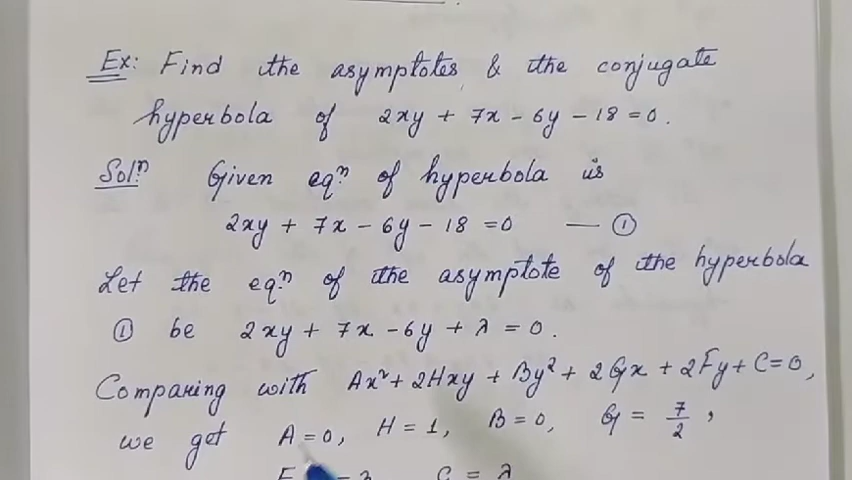 Ex: Find the asymptotes & the conjugate
hyperbola of 2xy + 7x - 6y - 18 = 0.
Solⁿ Given eqⁿ of hyperbola is
2xy + 7x - 6y - 18 = 0 — ①
Let the eqⁿ of the asymptote of the hyperbola
① be 2xy + 7x - 6y + λ = 0.
Comparing with Ax² + 2Hxy + By² + 2Gx + 2Fy + C = 0,
we get A = 0, H = 1, B = 0, G = 7/2,
C = λ